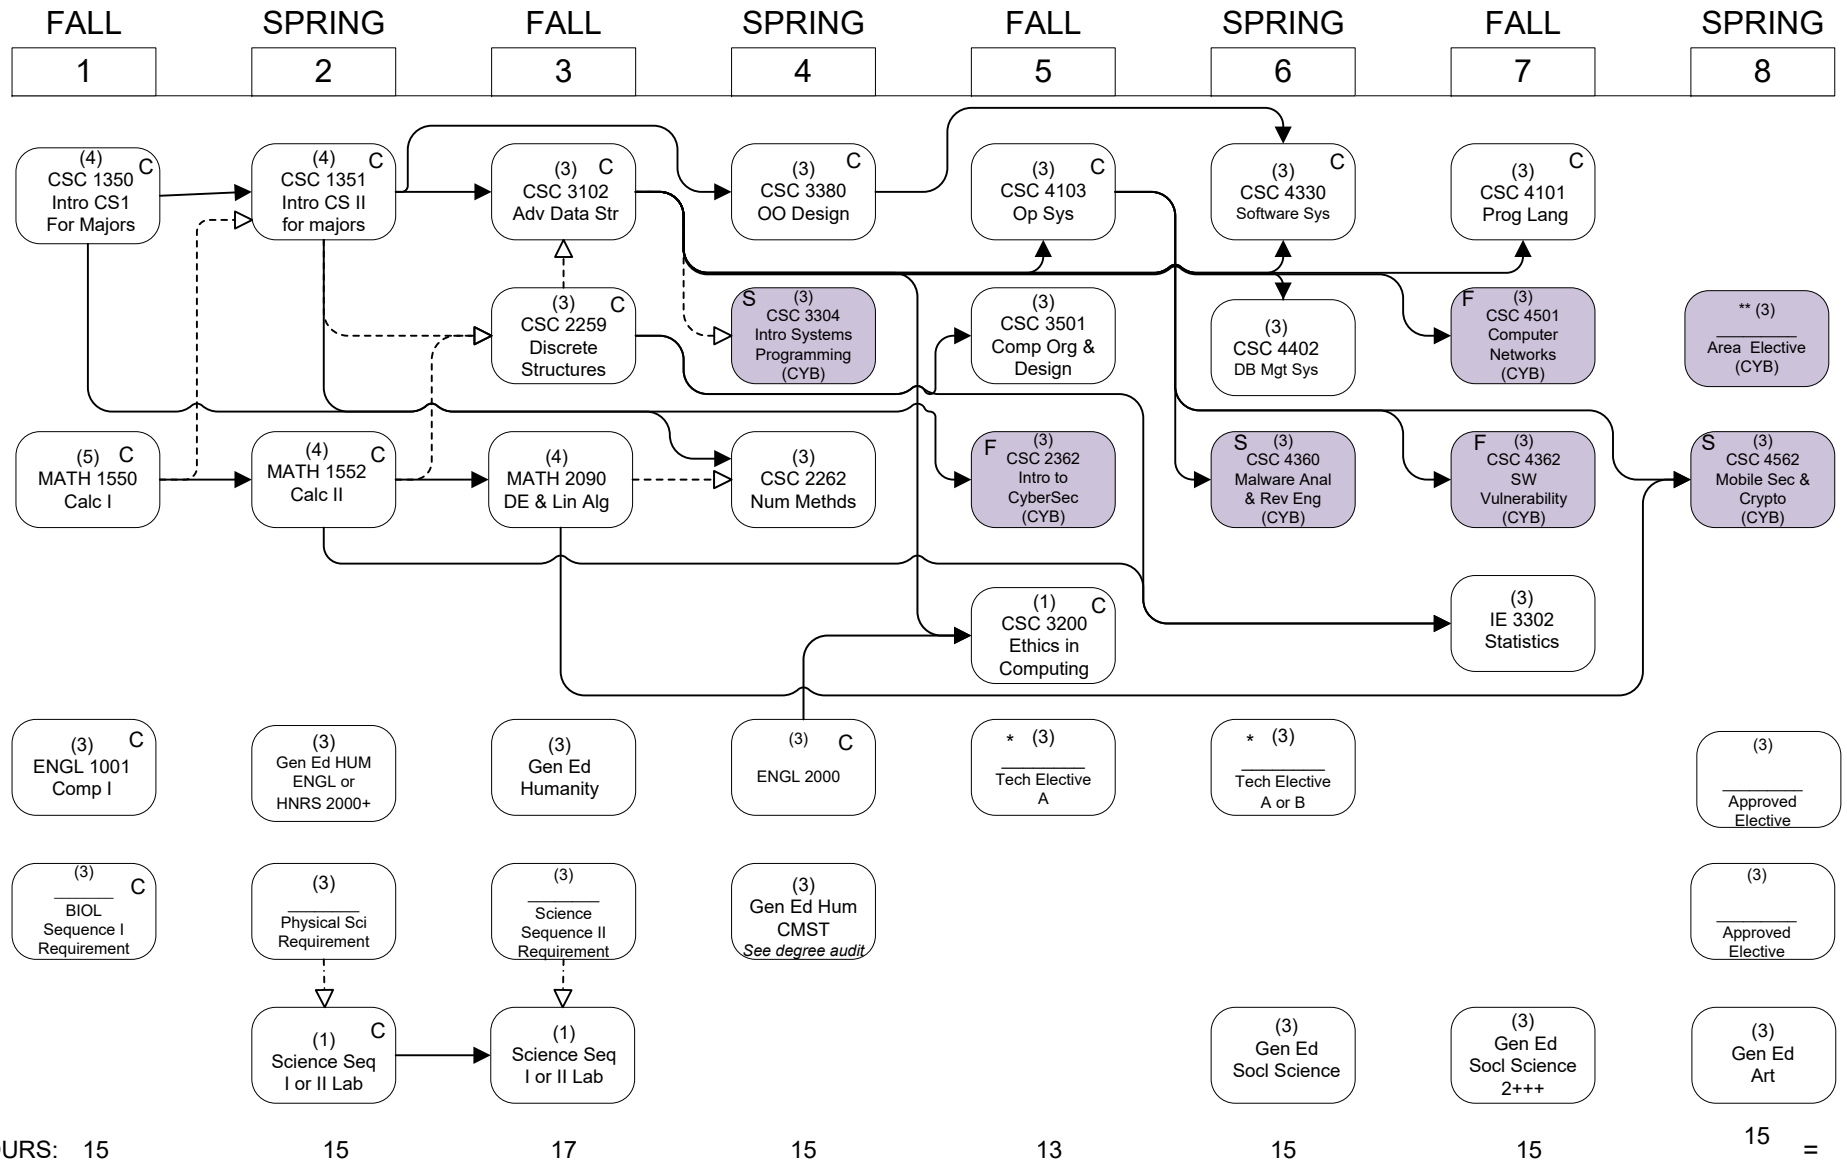 FALL
SPRING
FALL
SPRING
FALL
SPRING
FALL
SPRING
1
2
3
4
5
6
7
8
(4) C
CSC 1350
Intro CS1
For Majors
(4) C
CSC 1351
Intro CS II
for majors
(3) C
CSC 3102
Adv Data Str
(3) C
CSC 3380
OO Design
(3) C
CSC 4103
Op Sys
(3) C
CSC 4330
Software Sys
(3) C
CSC 4101
Prog Lang
(3) C
CSC 2259
Discrete
Structures
S (3)
CSC 3304
Intro Systems
Programming
(CYB)
(3)
CSC 3501
Comp Org &
Design
(3)
CSC 4402
DB Mgt Sys
F (3)
CSC 4501
Computer
Networks
(CYB)
** (3)
_________
Area Elective
(CYB)
(5) C
MATH 1550
Calc I
(4) C
MATH 1552
Calc II
(4)
MATH 2090
DE & Lin Alg
(3)
CSC 2262
Num Methds
F (3)
CSC 2362
Intro to
CyberSec
(CYB)
S (3)
CSC 4360
Malware Anal
& Rev Eng
(CYB)
F (3)
CSC 4362
SW
Vulnerability
(CYB)
S (3)
CSC 4562
Mobile Sec &
Crypto
(CYB)
(1) C
CSC 3200
Ethics in
Computing
(3)
IE 3302
Statistics
(3) C
ENGL 1001
Comp I
(3)
Gen Ed HUM
ENGL or
HNRS 2000+
(3)
Gen Ed
Humanity
(3) C
ENGL 2000
* (3)
_________
Tech Elective
A
* (3)
_________
Tech Elective
A or B
(3)
_________
Approved
Elective
(3) C
_______
BIOL
Sequence I
Requirement
(3)
________
Physical Sci
Requirement
(3)
________
Science
Sequence II
Requirement
(3)
Gen Ed Hum
CMST
See degree audit
(3)
_________
Approved
Elective
(1) C
Science Seq
I or II Lab
(1)
Science Seq
I or II Lab
(3)
Gen Ed
Socl Science
(3)
Gen Ed
Socl Science
2+++
(3)
Gen Ed
Art
OURS: 15 15 17 15 13 15 15 15 =